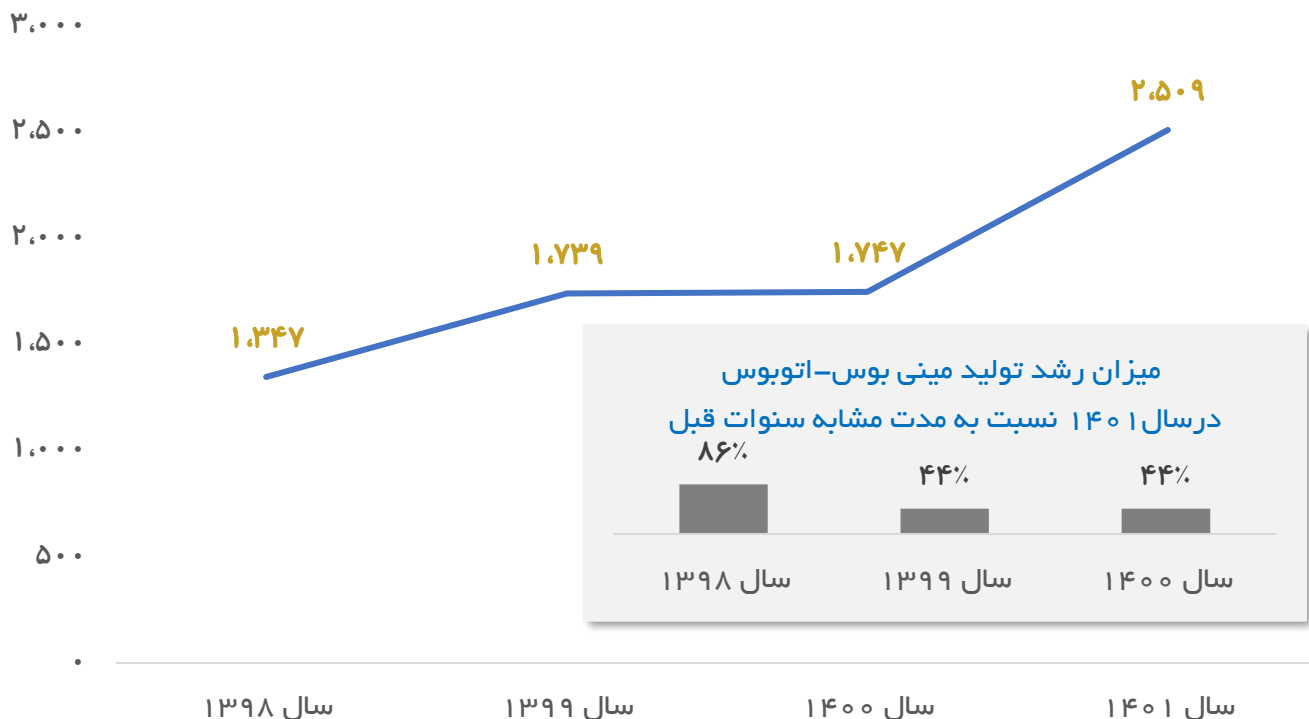 ۳،۰۰۰
۲،۵۰۰
۲،۰۰۰
۱،۵۰۰
۱،۰۰۰
۵۰۰
۰
۱،۳۴۷
۱،۷۳۹
۱،۷۴۷
۲،۵۰۹
میزان رشد تولید مینی بوس-اتوبوس
درسال۱۴۰۱ نسبت به مدت مشابه سنوات قبل
۸۶٪
۴۴٪
۴۴٪
سال ۱۳۹۸
سال ۱۳۹۹
سال ۱۴۰۰
سال ۱۳۹۸
سال ۱۳۹۹
سال ۱۴۰۰
سال ۱۴۰۱